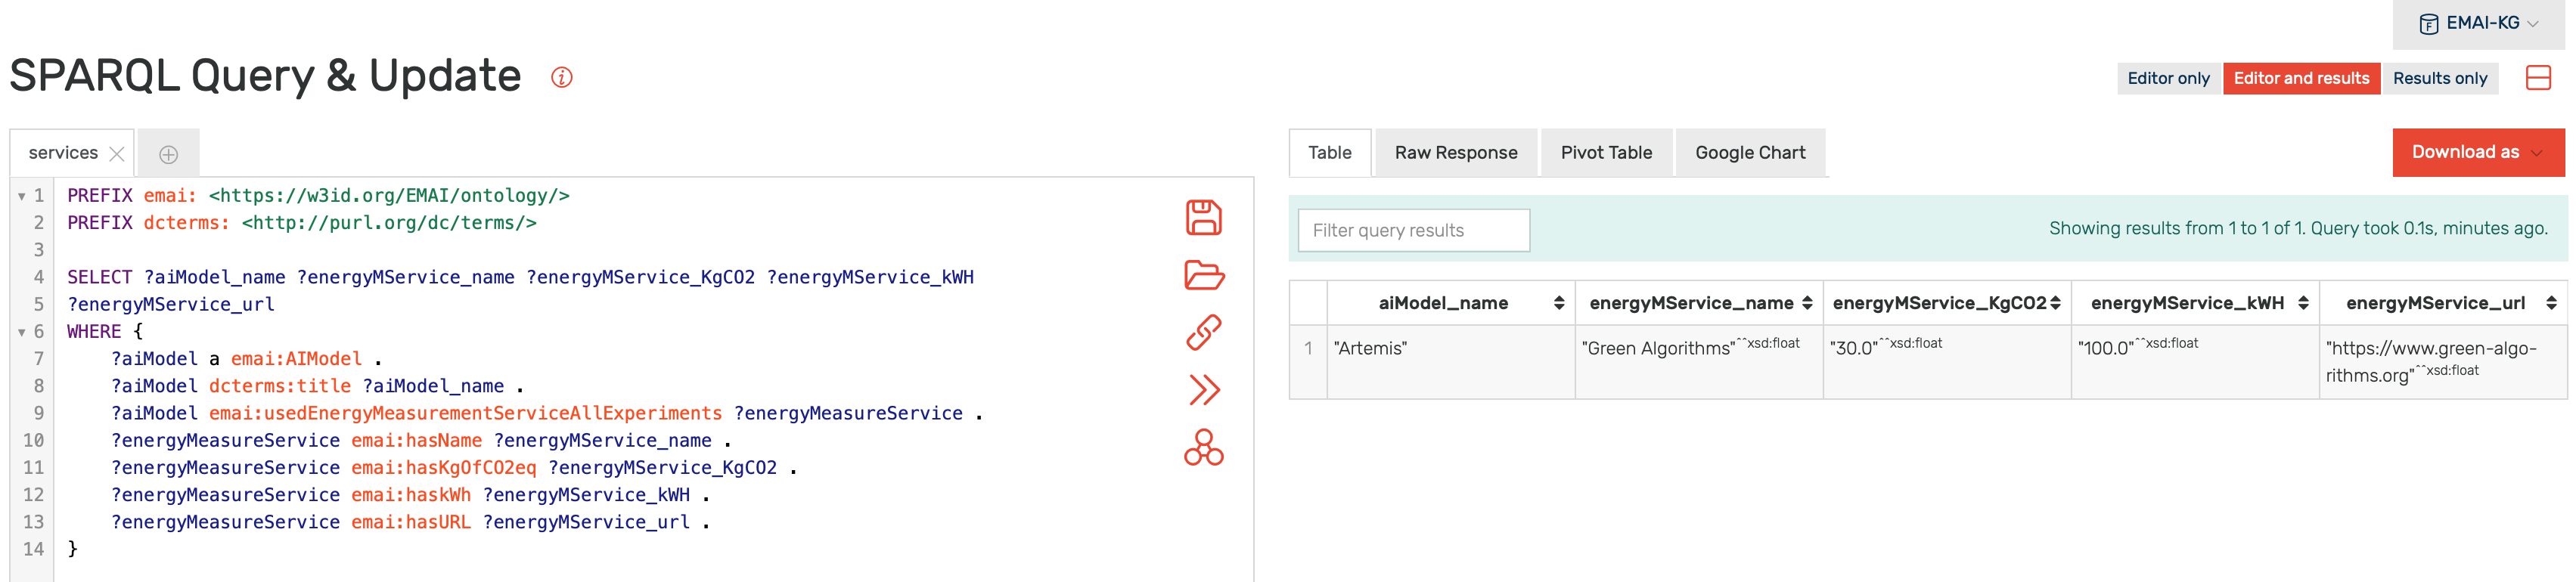 EMAI-KG
SPARQL Query & Update
Editor only Editor and results Results only
services
1 PREFIX emai: <https://w3id.org/EMAI/ontology/>
2 PREFIX dcterms: <http://purl.org/dc/terms/>
3
4 SELECT ?aiModel_name ?energyMService_name ?energyMService_KgCO2 ?energyMService_kWH
5 ?energyMService_url
6 WHERE {
7 ?aiModel a emai:AIModel .
8 ?aiModel dcterms:title ?aiModel_name .
9 ?aiModel emai:usedEnergyMeasurementServiceAllExperiments ?energyMeasureService .
10 ?energyMeasureService emai:hasName ?energyMService_name .
11 ?energyMeasureService emai:hasKgOfCO2eq ?energyMService_KgCO2 .
12 ?energyMeasureService emai:haskWh ?energyMService_kWH .
13 ?energyMeasureService emai:hasURL ?energyMService_url .
14 }
Table Raw Response Pivot Table Google Chart
Download as
Filter query results
Showing results from 1 to 1 of 1. Query took 0.1s, minutes ago.
aiModel_name energyMService_name energyMService_KgCO2 energyMService_kWH energyMService_url
1 "Artemis" "Green Algorithms"^^xsd:float "30.0"^^xsd:float "100.0"^^xsd:float "https://www.green-algo-
rithms.org"^^xsd:float